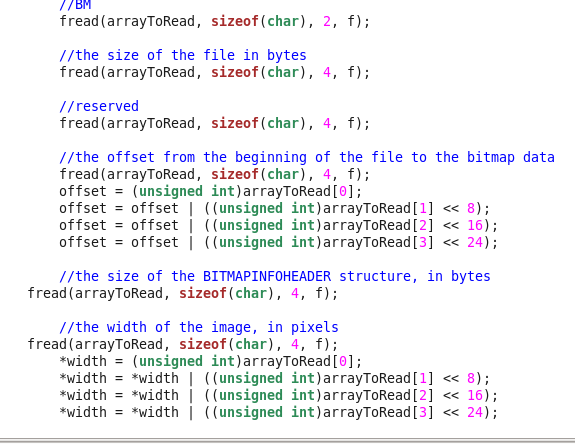 //BM
fread(arrayToRead, sizeof(char), 2, f);
//the size of the file in bytes
fread(arrayToRead, sizeof(char), 4, f);
//reserved
fread(arrayToRead, sizeof(char), 4, f);
//the offset from the beginning of the file to the bitmap data
fread(arrayToRead, sizeof(char), 4, f);
offset = (unsigned int)arrayToRead[0];
offset = offset | ((unsigned int)arrayToRead[1] << 8);
offset = offset | ((unsigned int)arrayToRead[2] << 16);
offset = offset | ((unsigned int)arrayToRead[3] << 24);
//the size of the BITMAPINFOHEADER structure, in bytes
fread(arrayToRead, sizeof(char), 4, f);
//the width of the image, in pixels
fread(arrayToRead, sizeof(char), 4, f);
*width = (unsigned int)arrayToRead[0];
*width = *width | ((unsigned int)arrayToRead[1] << 8);
*width = *width | ((unsigned int)arrayToRead[2] << 16);
*width = *width | ((unsigned int)arrayToRead[3] << 24);